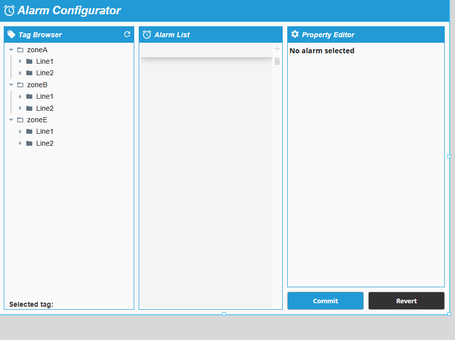 Alarm Configurator
Tag Browser
zoneA
Line1
Line2
zoneB
Line1
Line2
zoneE
Line1
Line2
Selected tag:
Alarm List
Property Editor
No alarm selected
Commit
Revert